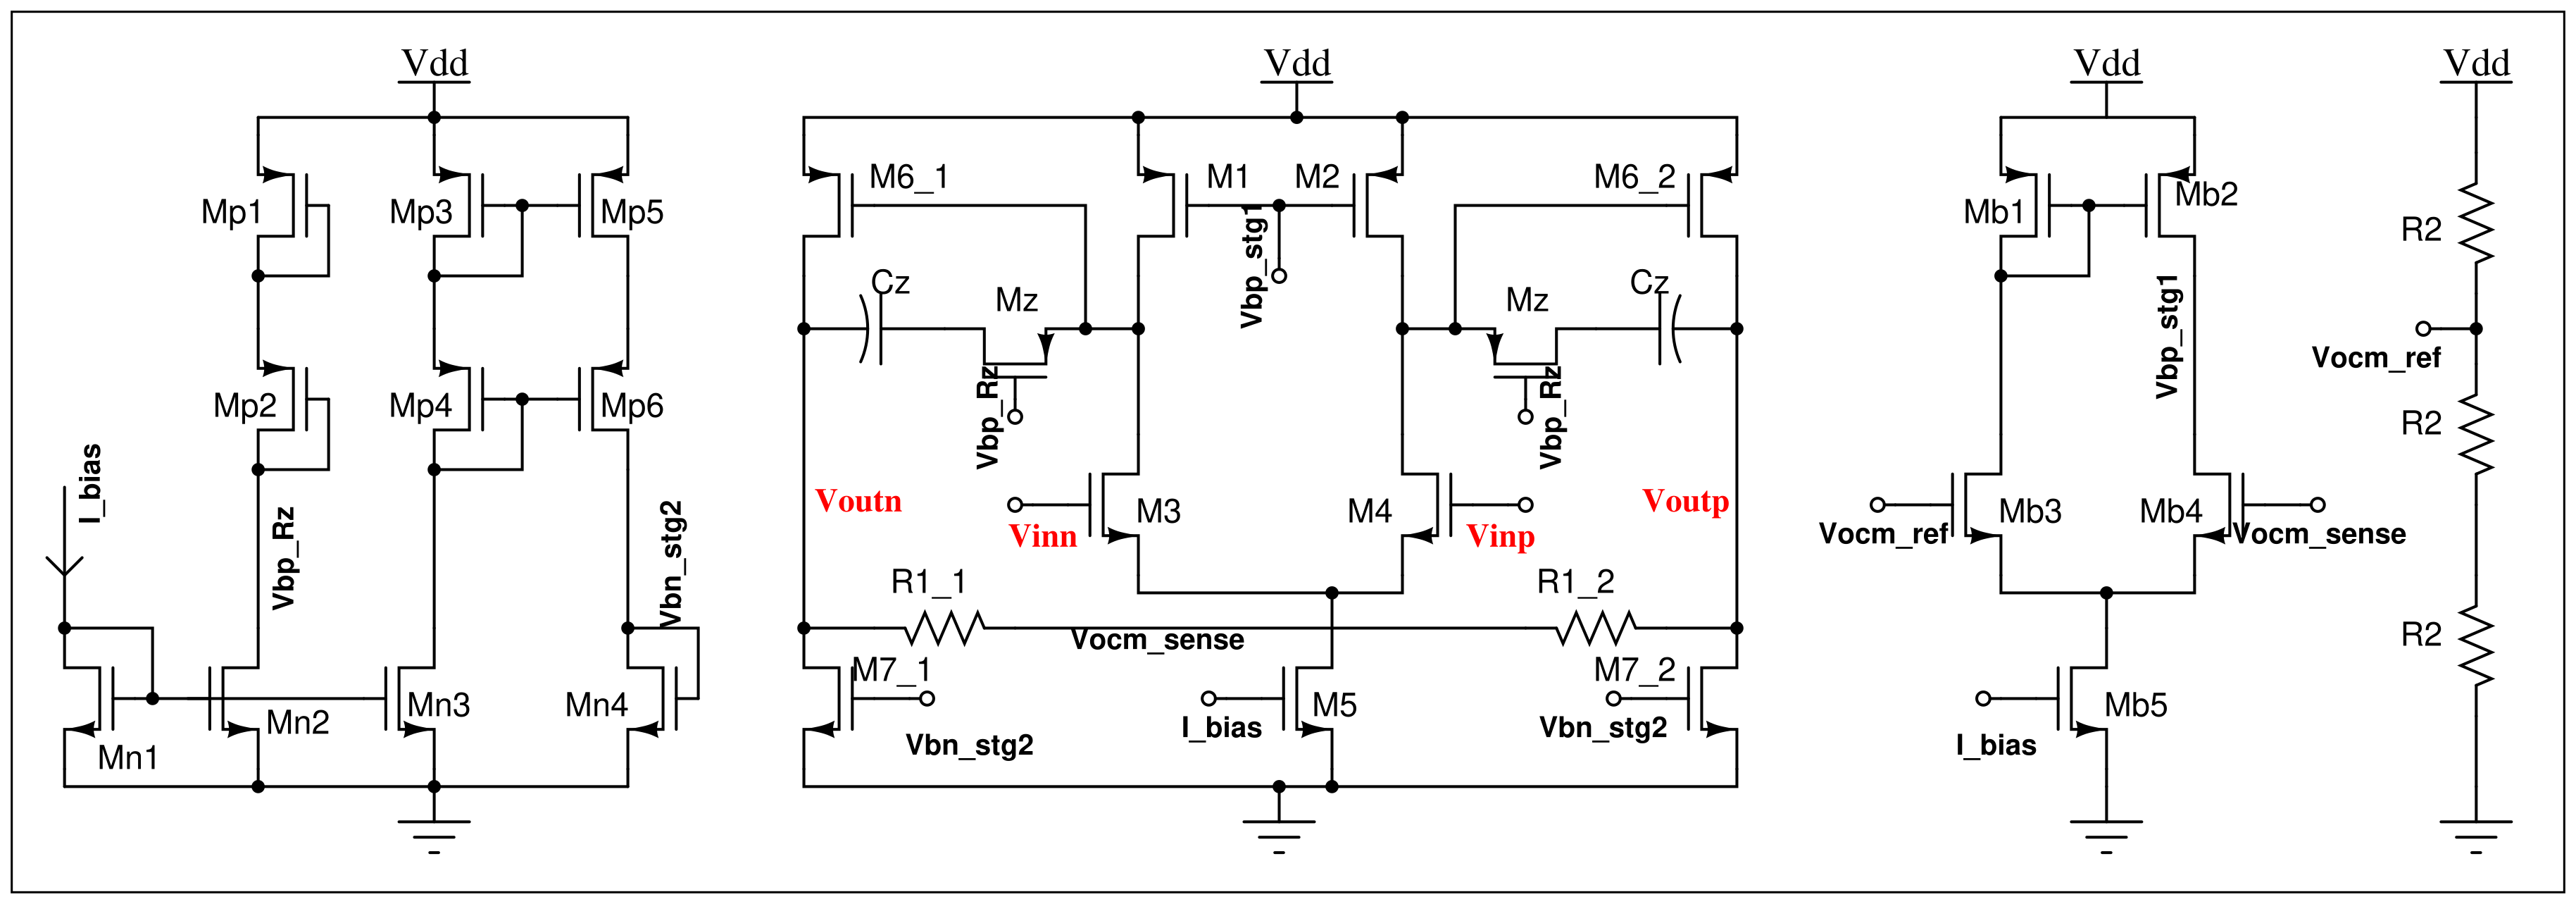 Vdd
Vdd
Vdd
Vdd
Mp1
Mp3
Mp5
M6_1
M1
M2
M6_2
Mb1
Mb2
R2
Vbp_stg1
Cz
Mz
Mz
Cz
Vbp_stg1
Vocm_ref
Mp2
Mp4
Mp6
Vbp_Rz
Vbp_Rz
R2
I_bias
Vbp_Rz
Vbn_stg2
Voutn
Vinn
M3
M4
Vinp
Voutp
Vocm_ref
Mb3
Mb4
Vocm_sense
R1_1
R1_2
Vocm_sense
R2
Mn1
Mn2
Mn3
Mn4
M7_1
Vbn_stg2
I_bias
M5
M7_2
Vbn_stg2
I_bias
Mb5